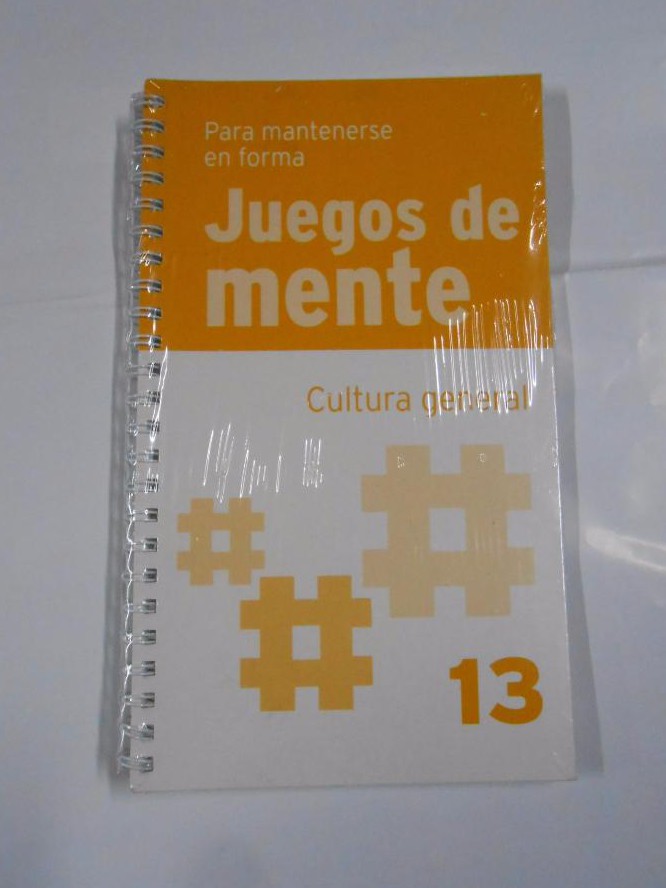 Para mantenerse
en forma
Juegos de
mente
Cultura general
13